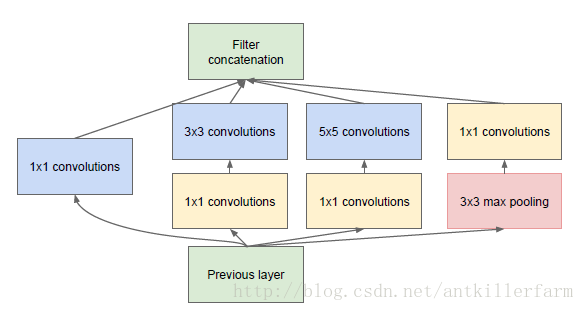 Filter
concatenation
3x3 convolutions
5x5 convolutions
1x1 convolutions
1x1 convolutions
1x1 convolutions
1x1 convolutions
3x3 max pooling
Previous layer
http://blog.csdn.net/antkillerfarm